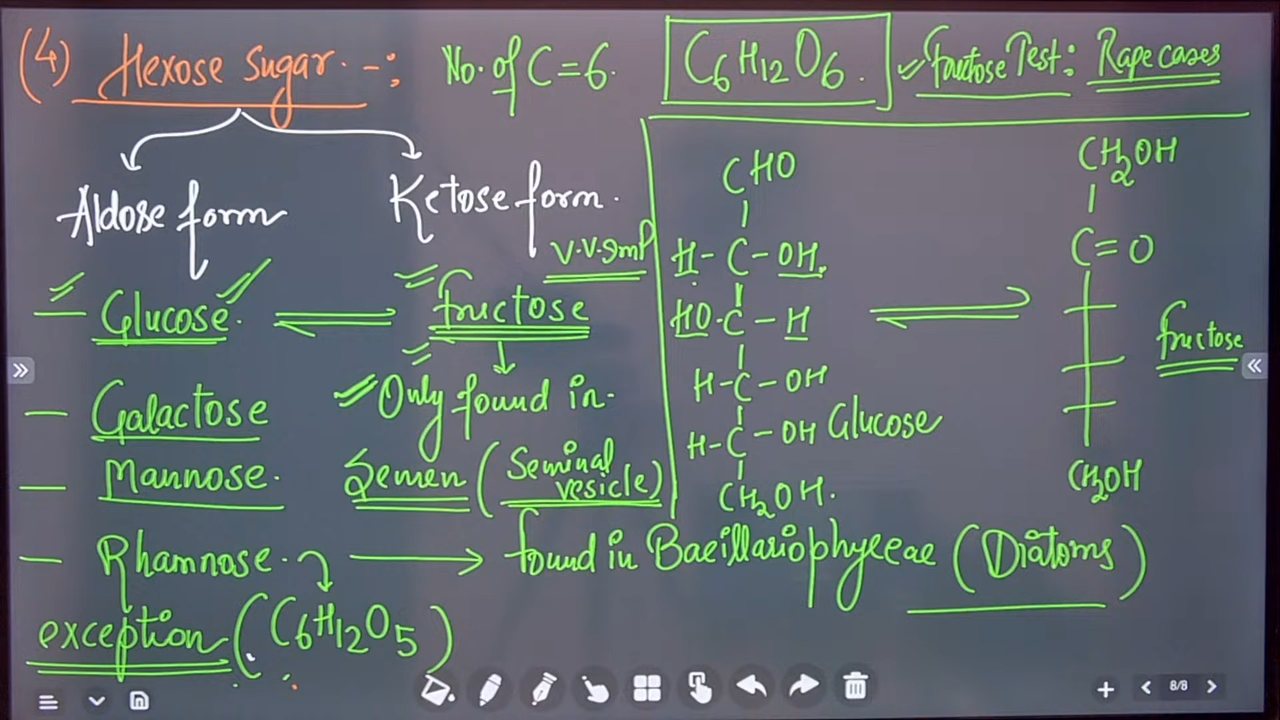 (4) Hexose Sugar. -: No. of C = 6. C6H12O6. Fructose Test: Rape cases
Aldose form
Ketose form.
V.V.Imp
Glucose. ⇌ fructose
Galactose
Only found in.
Mannose.
Semen (Seminal vesicle)
Rhamnose. → found in Bacillariophyceae (Diatoms)
exception (C6H12O5)
CHO
H-C-OH
HO-C-H
H-C-OH
H-C-OH Glucose
CH2OH.
⇌
CH2OH
C=O
fructose
CH2OH
8/8